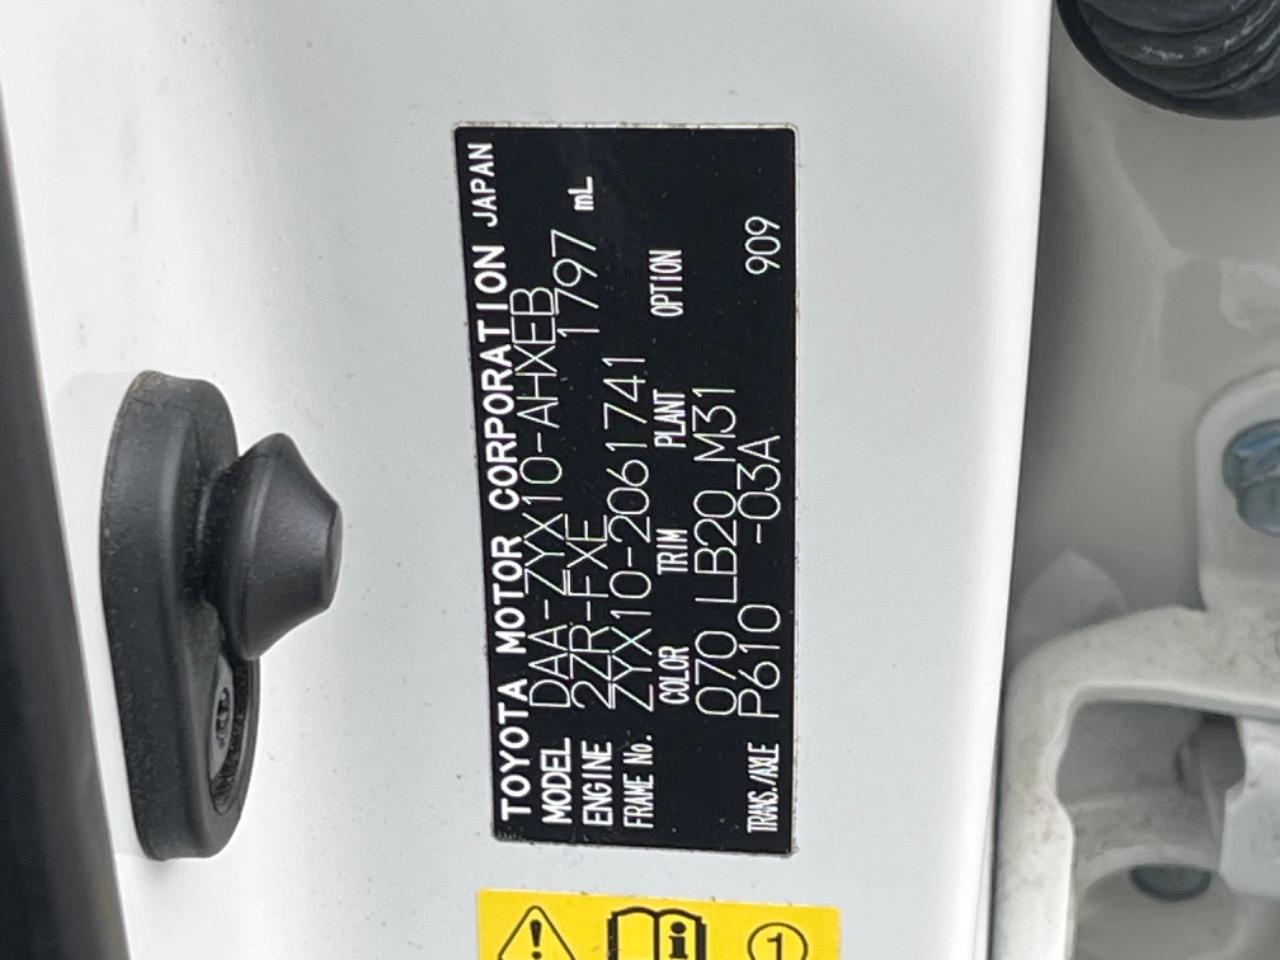 TOYOTA MOTOR CORPORATION JAPAN
MODEL DAA-ZYX10-AHXEB
ENGINE 2ZR-FXE 1797 mL
FRAME No. ZYX10-2061741
COLOR TRIM PLANT OPTION
070 LB20 M31
TRANS./AXLE P610 -03A 909
! i 1